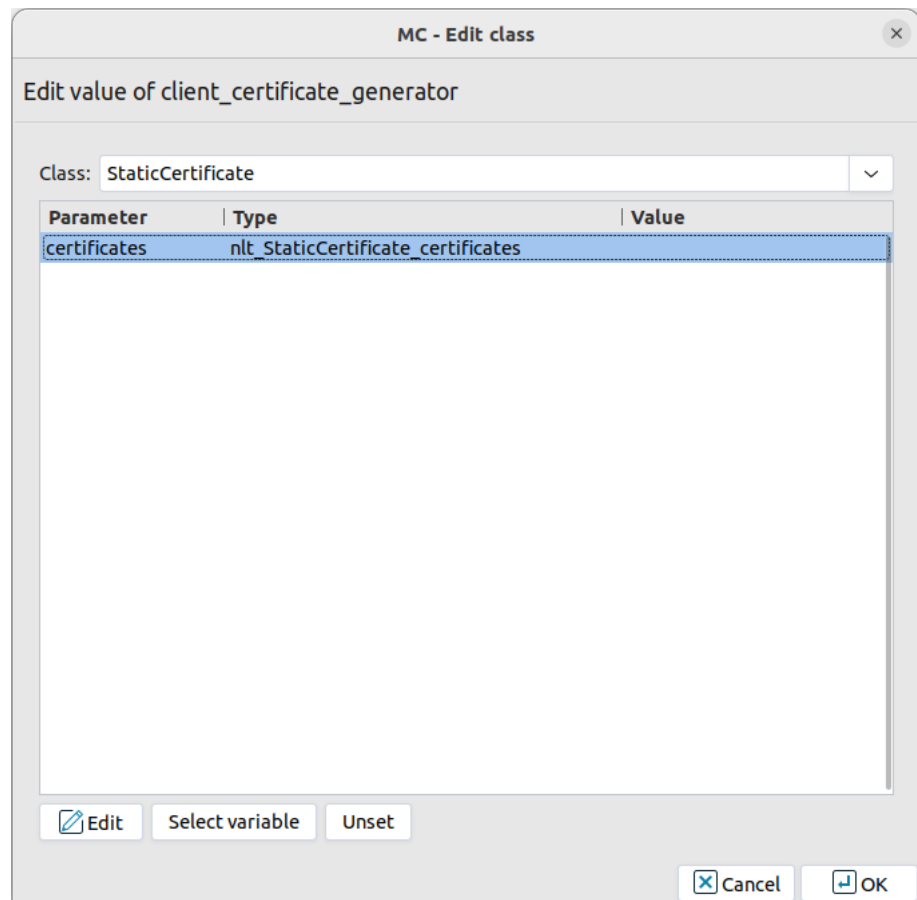 MC - Edit class
Edit value of client_certificate_generator
Class: StaticCertificate
Parameter Type Value
certificates nlt_StaticCertificate_certificates
Edit Select variable Unset
Cancel OK